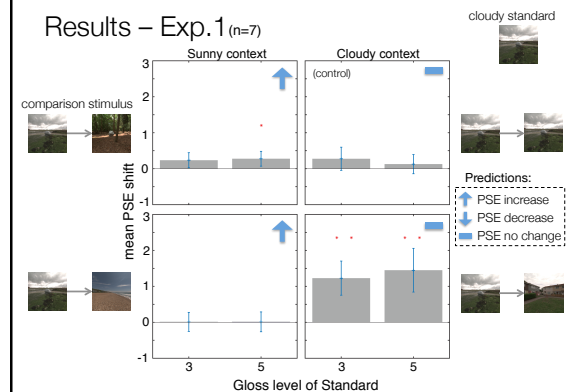 Results – Exp.1(n=7)
cloudy standard
Sunny context
Cloudy context
comparison stimulus
(control)
mean PSE shift
3
2
1
0
-1
3
2
1
0
-1
*
* *
* *
Predictions:
PSE increase
PSE decrease
PSE no change
3
5
3
5
Gloss level of Standard